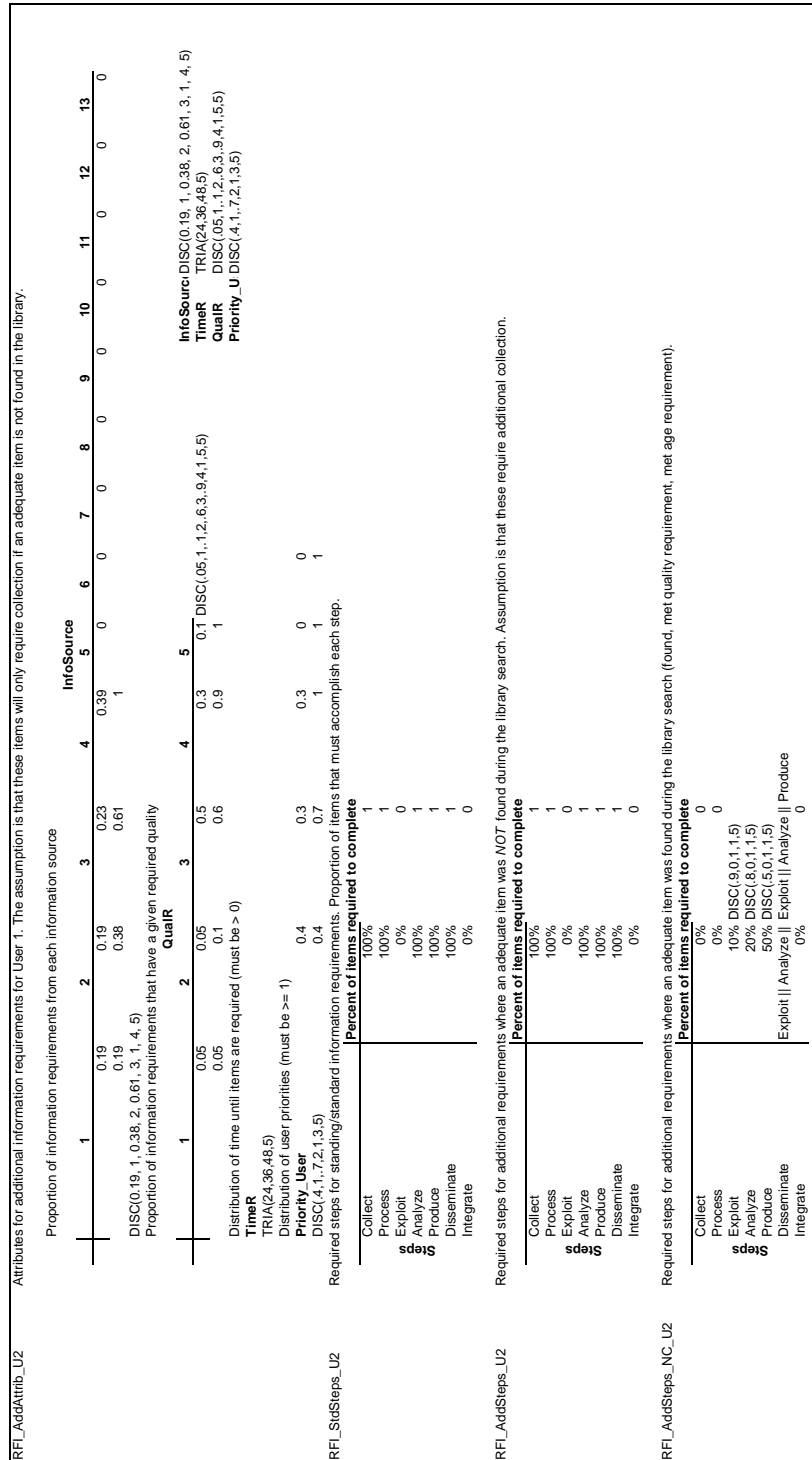 RFI_AddAttrib_U2 Attributes for additional information requirements for User 1. The assumption is that these items will only require collection if an adequate item is not found in the library.
Proportion of information requirements from each information source
InfoSource
1 2 3 4 5 6 7 8 9 10 11 12 13
0.19 0.19 0.23 0.39 0 0 0 0 0 0 0 0 0
0.19 0.38 0.61 1
DISC(0.19, 1, 0.38, 2, 0.61, 3, 1, 4, 5)
Proportion of information requirements that have a given required quality
QualR
1 2 3 4 5
0.05 0.05 0.5 0.3 0.1 DISC(.05,1,.1,2,.6,3,.9,4,1,5,5)
0.05 0.1 0.6 0.9 1
InfoSourc DISC(0.19, 1, 0.38, 2, 0.61, 3, 1, 4, 5)
TimeR TRIA(24,36,48,5)
QualR DISC(.05,1,.1,2,.6,3,.9,4,1,5,5)
Priority_U DISC(.4,1,.7,2,1,3,5)
Distribution of time until items are required (must be > 0)
TimeR
TRIA(24,36,48,5)
Distribution of user priorities (must be >= 1)
Priority_User 0.4 0.3 0.3 0 0
DISC(.4,1,.7,2,1,3,5) 0.4 0.7 1 1 1
RFI_StdSteps_U2 Required steps for standing/standard information requirements. Proportion of items that must accomplish each step.
Percent of items required to complete
Steps
Collect 100% 1
Process 100% 1
Exploit 0% 0
Analyze 100% 1
Produce 100% 1
Disseminate 100% 1
Integrate 0% 0
RFI_AddSteps_U2 Required steps for additional requirements where an adequate item was NOT found during the library search. Assumption is that these require additional collection.
Percent of items required to complete
Steps
Collect 100% 1
Process 100% 1
Exploit 0% 0
Analyze 100% 1
Produce 100% 1
Disseminate 100% 1
Integrate 0% 0
RFI_AddSteps_NC_U2 Required steps for additional requirements where an adequate item was found during the library search (found, met quality requirement, met age requirement).
Percent of items required to complete
Steps
Collect 0% 0
Process 0% 0
Exploit 10% DISC(.9,0,1,1,5)
Analyze 20% DISC(.8,0,1,1,5)
Produce 50% DISC(.5,0,1,1,5)
Disseminate Exploit || Analyze || Exploit || Analyze || Produce
Integrate 0% 0